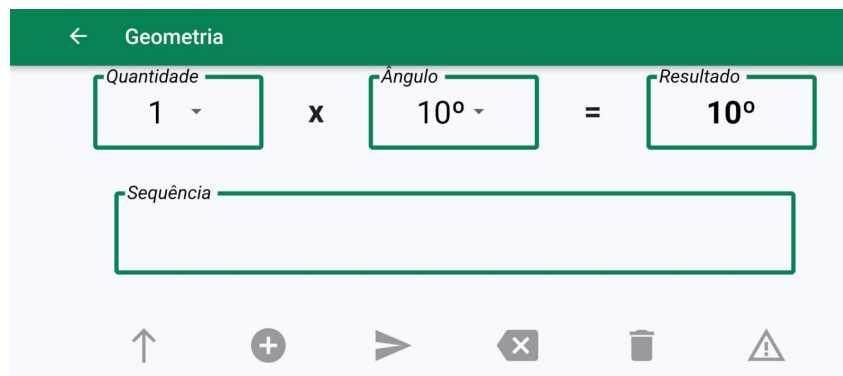 Geometria
Quantidade Ângulo Resultado
1 x 10º = 10º
Sequência